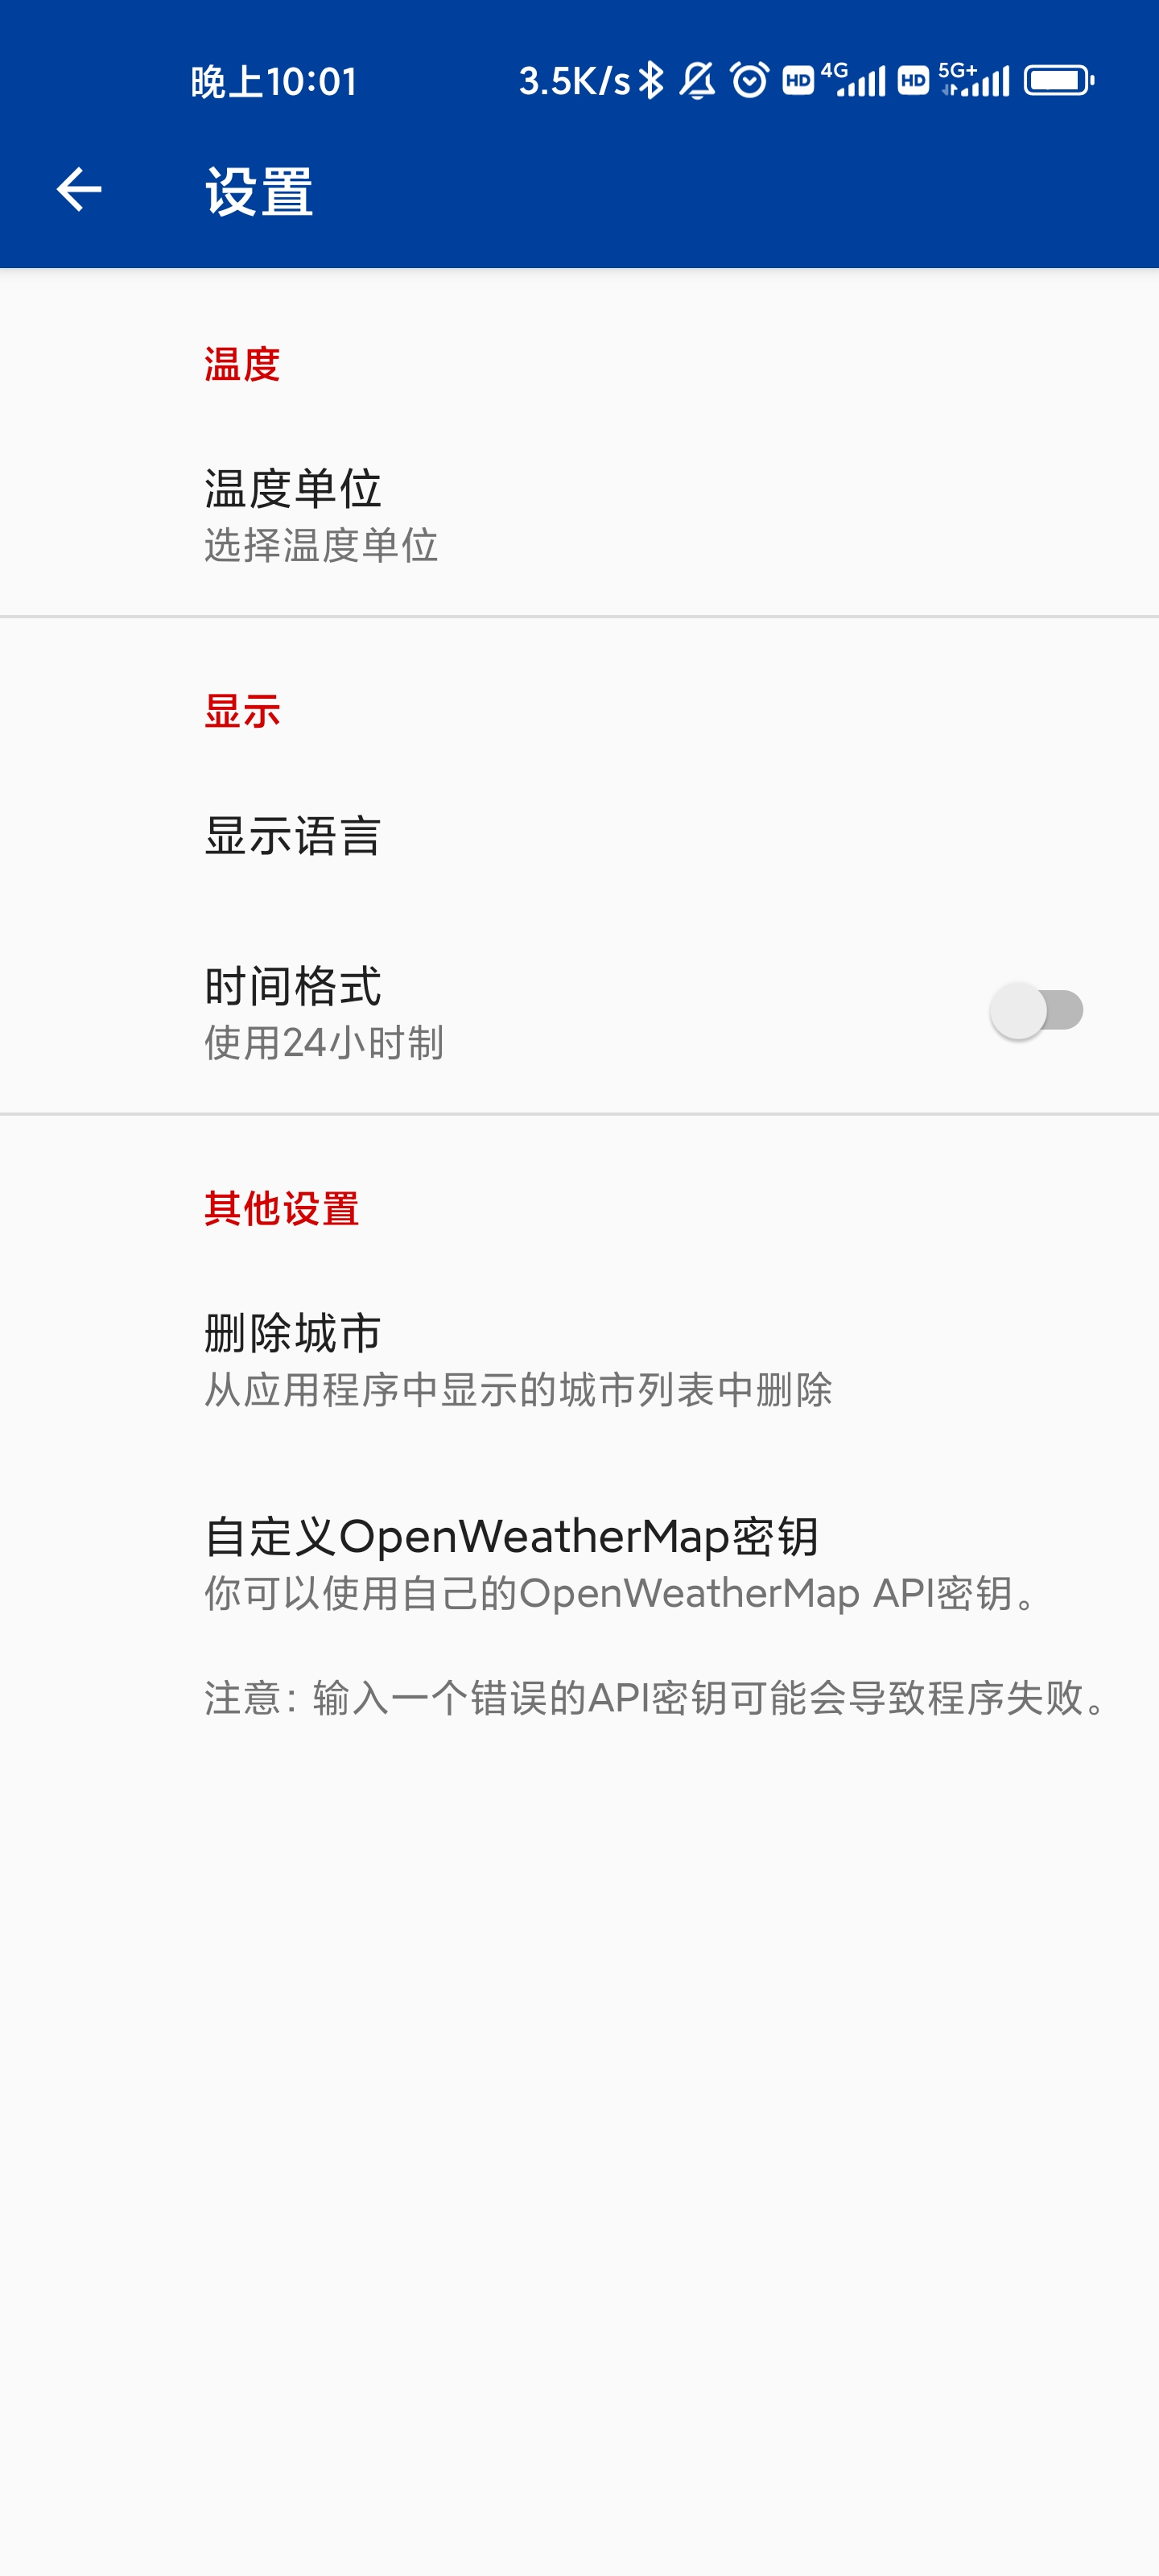 晚上10:01 3.5K/s HD 4G HD 5G+
设置
温度
温度单位
选择温度单位
显示
显示语言
时间格式
使用24小时制
其他设置
删除城市
从应用程序中显示的城市列表中删除
自定义OpenWeatherMap密钥
你可以使用自己的OpenWeatherMap API密钥。
注意：输入一个错误的API密钥可能会导致程序失败。